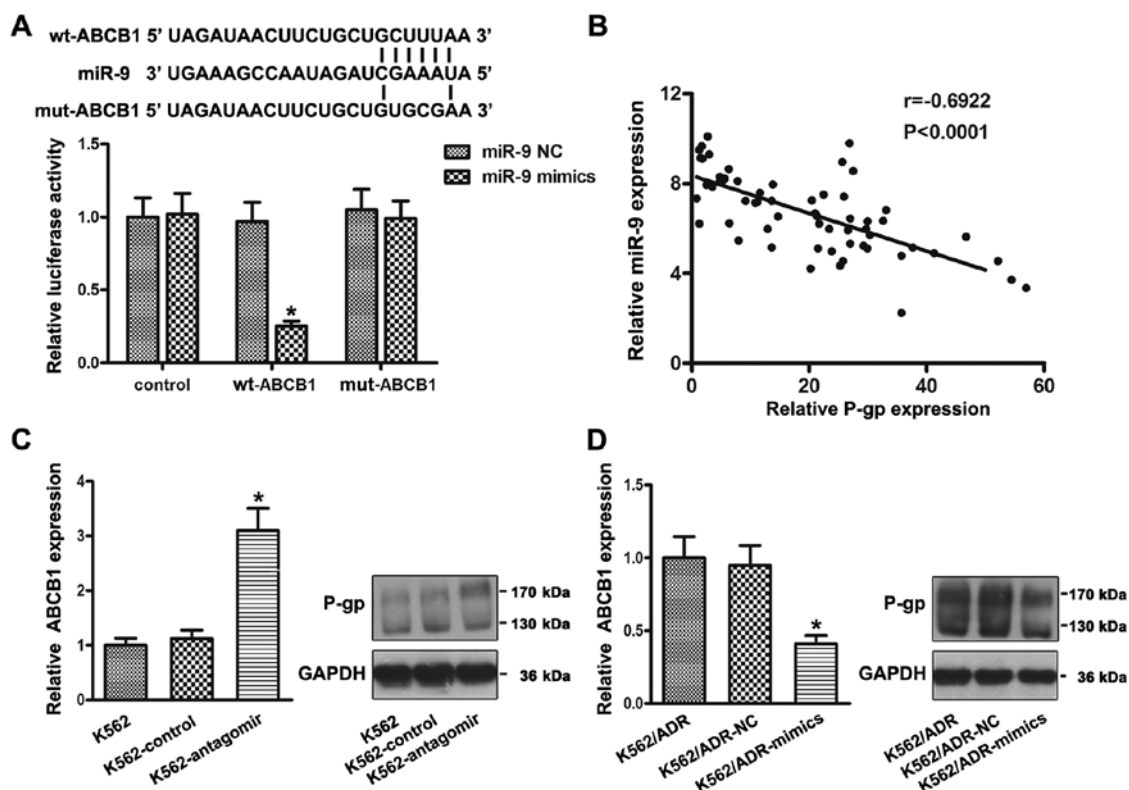 A
wt-ABCB1 5’ UAGAUAACUUCUGCUGCUUUAA 3’
miR-9 3’ UGAAAGCCAAUAGAUCGAAAUA 5’
mut-ABCB1 5’ UAGAUAACUUCUGCUGUGCGAA 3’
miR-9 NC
miR-9 mimics
Relative luciferase activity
1.5
1.0
0.5
0.0
*
control wt-ABCB1 mut-ABCB1
B
r=-0.6922
P<0.0001
Relative miR-9 expression
12
8
4
0
0 20 40 60
Relative P-gp expression
C
Relative ABCB1 expression
4
3
2
1
0
*
K562
K562-control
K562-antagomir
P-gp
- 170 kDa
- 130 kDa
GAPDH
- 36 kDa
K562
K562-control
K562-antagomir
D
Relative ABCB1 expression
1.5
1.0
0.5
0.0
*
K562/ADR
K562/ADR-NC
K562/ADR-mimics
P-gp
- 170 kDa
- 130 kDa
GAPDH
- 36 kDa
K562/ADR
K562/ADR-NC
K562/ADR-mimics